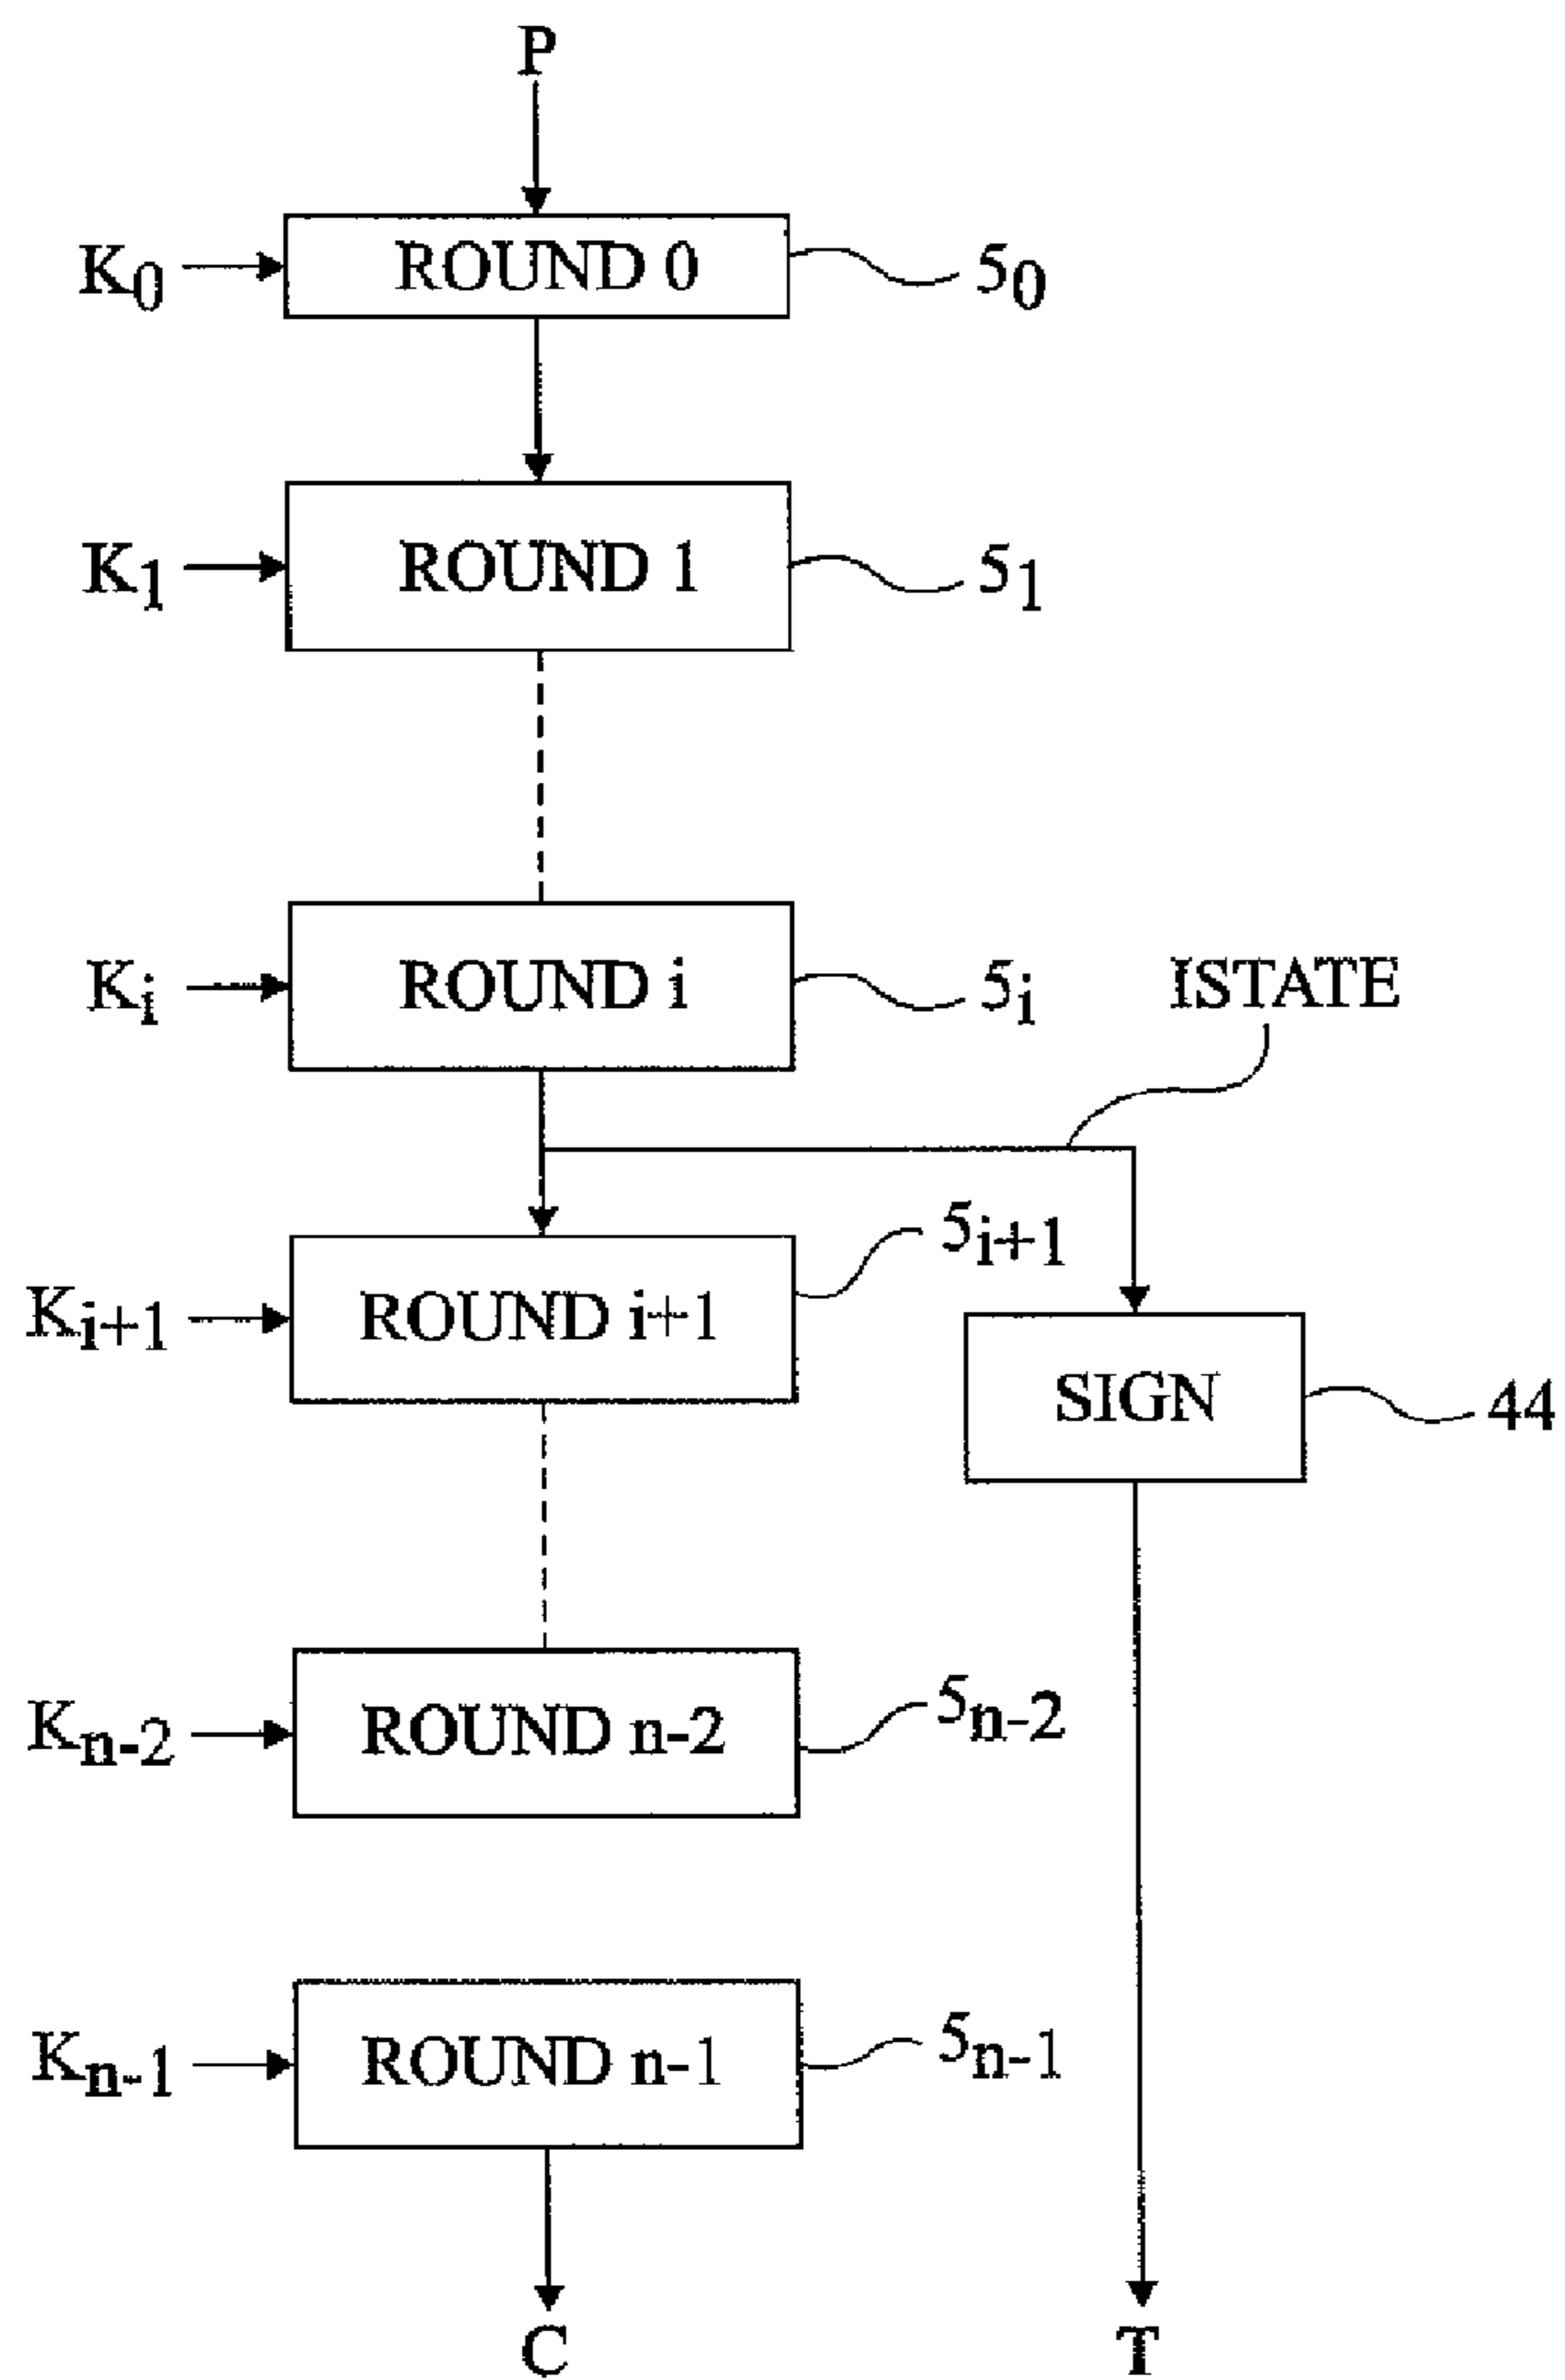 P
K0 ROUND 0 50
K1 ROUND 1 51
Ki ROUND i 5i ISTATE
5i+1
Ki+1 ROUND i+1
SIGN 44
Kn-2 ROUND n-2 5n-2
Kn-1 ROUND n-1 5n-1
C T